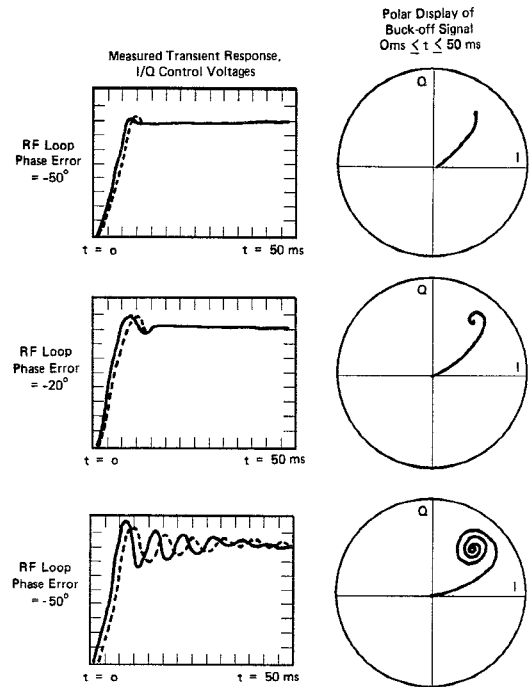 Measured Transient Response,
I/Q Control Voltages
Polar Display of
Buck-off Signal
Oms ≤ t ≤ 50 ms
RF Loop
Phase Error
= -50°
t = o
t = 50 ms
Q
I
RF Loop
Phase Error
= -20°
t = o
t = 50 ms
Q
I
RF Loop
Phase Error
= -50°
t = o
t = 50 ms
Q
I